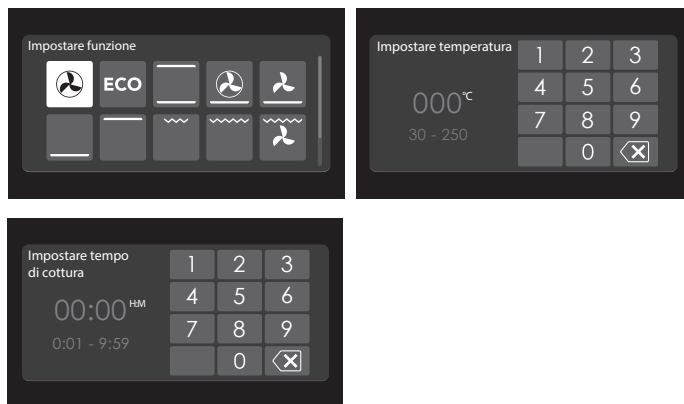 Impostare funzione
ECO
Impostare temperatura
000°C
30 - 250
1 2 3
4 5 6
7 8 9
0
Impostare tempo
di cottura
00:00 H:M
0:01 - 9:59
1 2 3
4 5 6
7 8 9
0